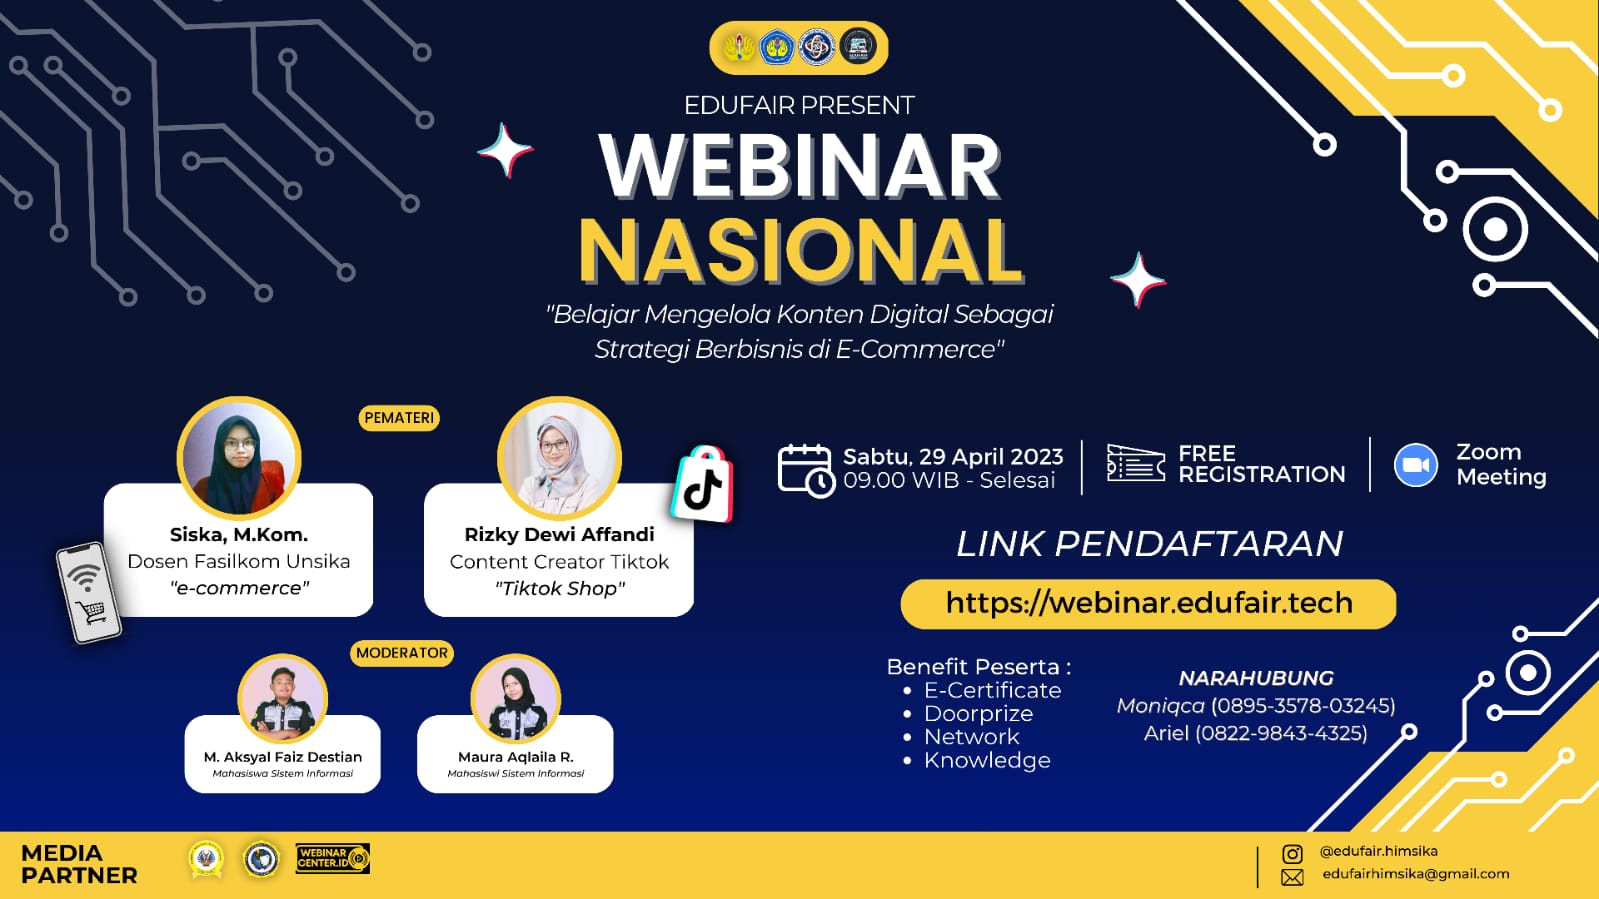 EDUFAIR PRESENT
WEBINAR
NASIONAL
"Belajar Mengelola Konten Digital Sebagai
Strategi Berbisnis di E-Commerce"
PEMATERI
Siska, M.Kom.
Dosen Fasilkom Unsika
"e-commerce"
Rizky Dewi Affandi
Content Creator Tiktok
"Tiktok Shop"
MODERATOR
M. Aksyal Faiz Destian
Mahasiswa Sistem Informasi
Maura Aqlaila R.
Mahasiswi Sistem Informasi
Sabtu, 29 April 2023
09.00 WIB - Selesai
FREE
REGISTRATION
Zoom
Meeting
LINK PENDAFTARAN
https://webinar.edufair.tech
Benefit Peserta :
• E-Certificate
• Doorprize
• Network
• Knowledge
NARAHUBUNG
Moniqca (0895-3578-03245)
Ariel (0822-9843-4325)
MEDIA
PARTNER
WEBINAR
CENTER.ID
@edufair.himsika
edufairhimsika@gmail.com